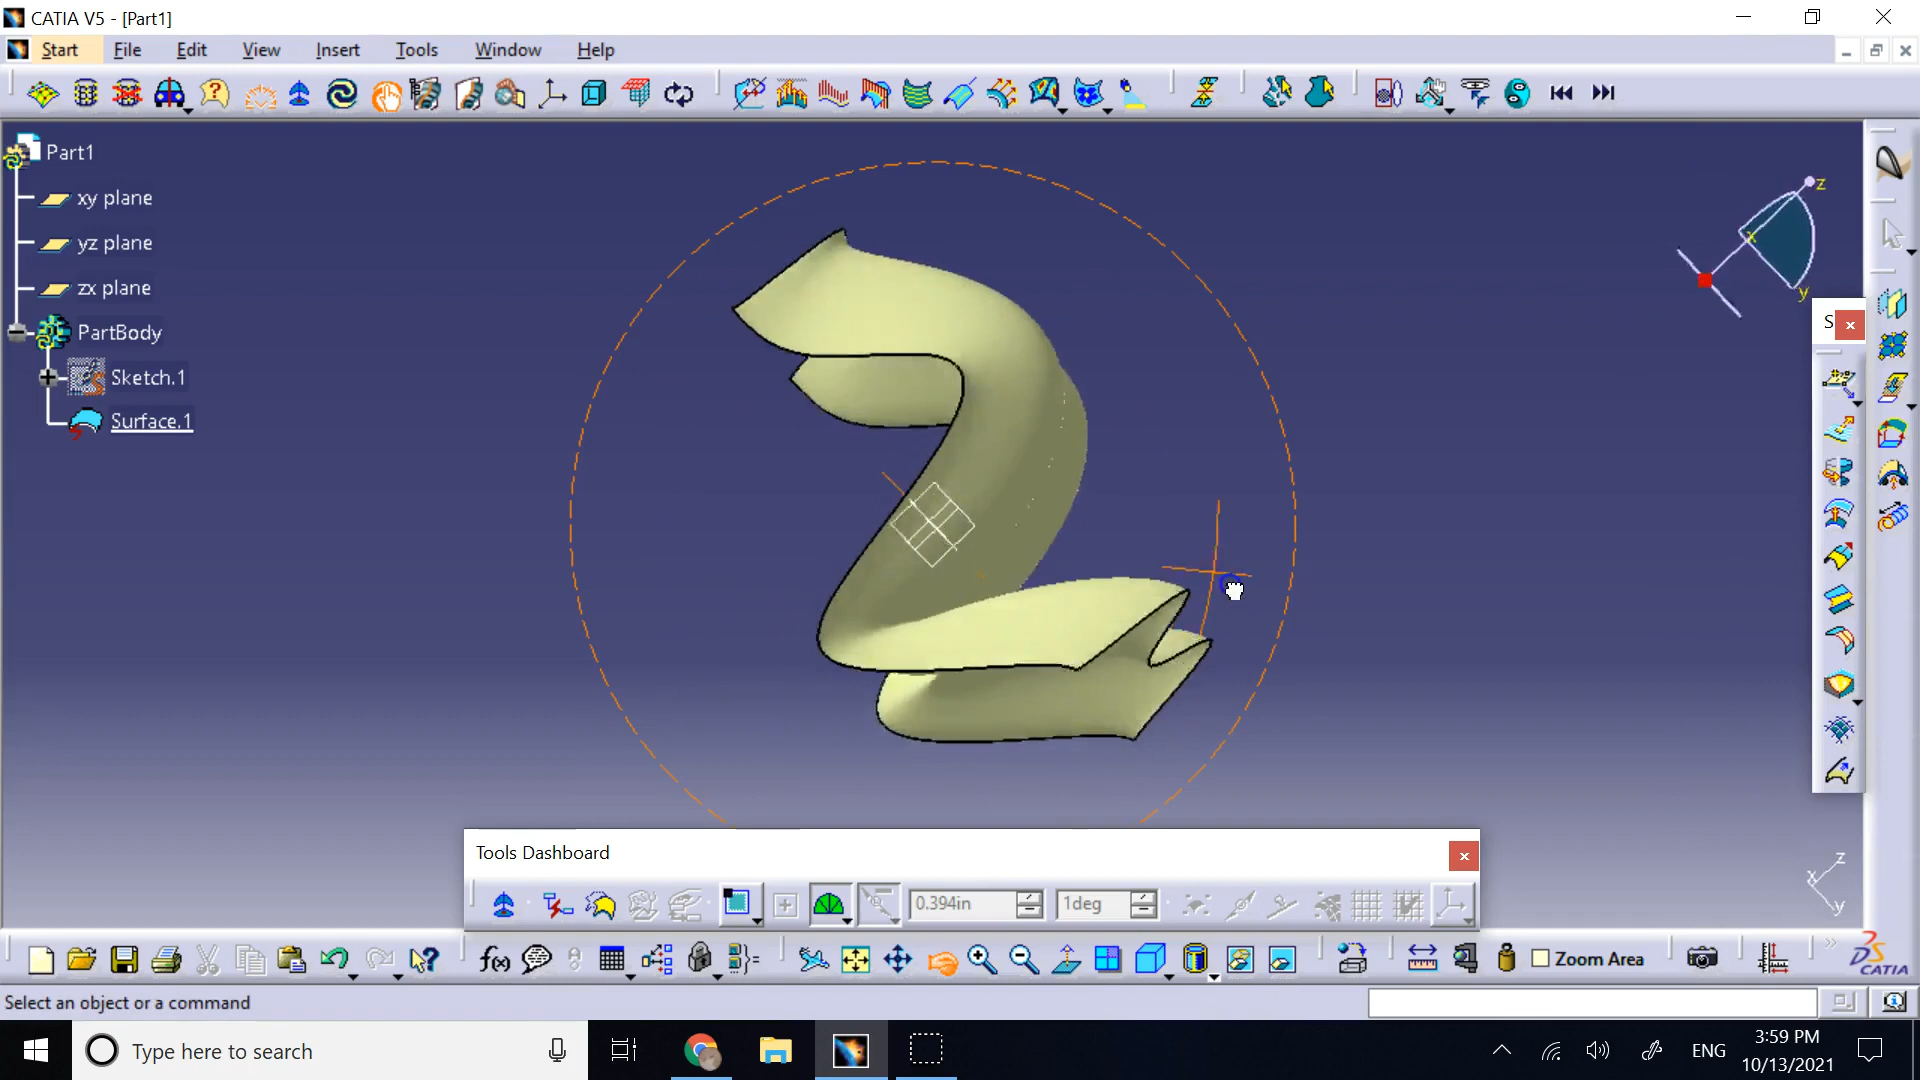 CATIA V5 - [Part1]
Start File Edit View Insert Tools Window Help
Part1
xy plane
yz plane
zx plane
PartBody
Sketch.1
Surface.1
z
x
y
S
Tools Dashboard
0.394in 1deg
z
x
y
f(x)
Zoom Area
DS CATIA
Select an object or a command
Type here to search
ENG
3:59 PM
10/13/2021